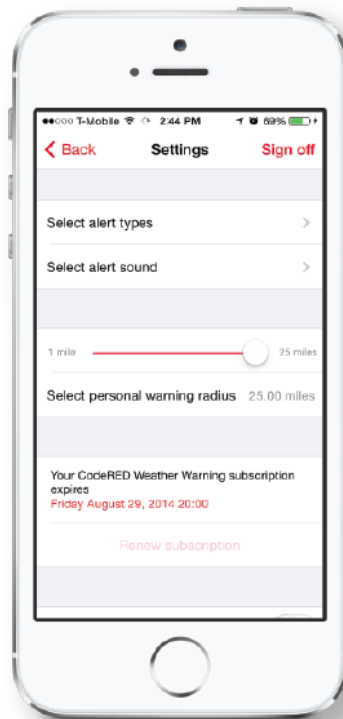 T-Mobile 2:44 PM 69%
Back Settings Sign off
Select alert types
Select alert sound
1 mile 25 miles
Select personal warning radius 25.00 miles
Your CodeRED Weather Warning subscription
expires
Friday August 29, 2014 20:00
Renew subscription